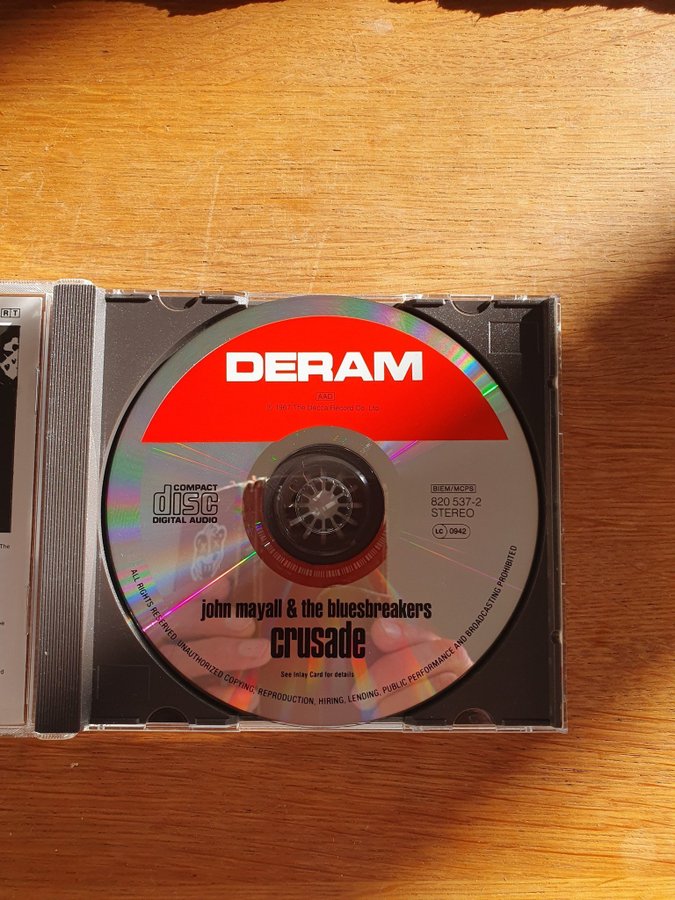 RT
DERAM
AAD
℗ 1967 The Decca Record Co. Ltd.
COMPACT
disc
DIGITAL AUDIO
BIEM/MCPS
820 537-2
STEREO
LC 0942
The
john mayall & the bluesbreakers
crusade
See Inlay Card for details
ALL RIGHTS RESERVED. UNAUTHORIZED COPYING, REPRODUCTION, HIRING, LENDING, PUBLIC PERFORMANCE AND BROADCASTING PROHIBITED